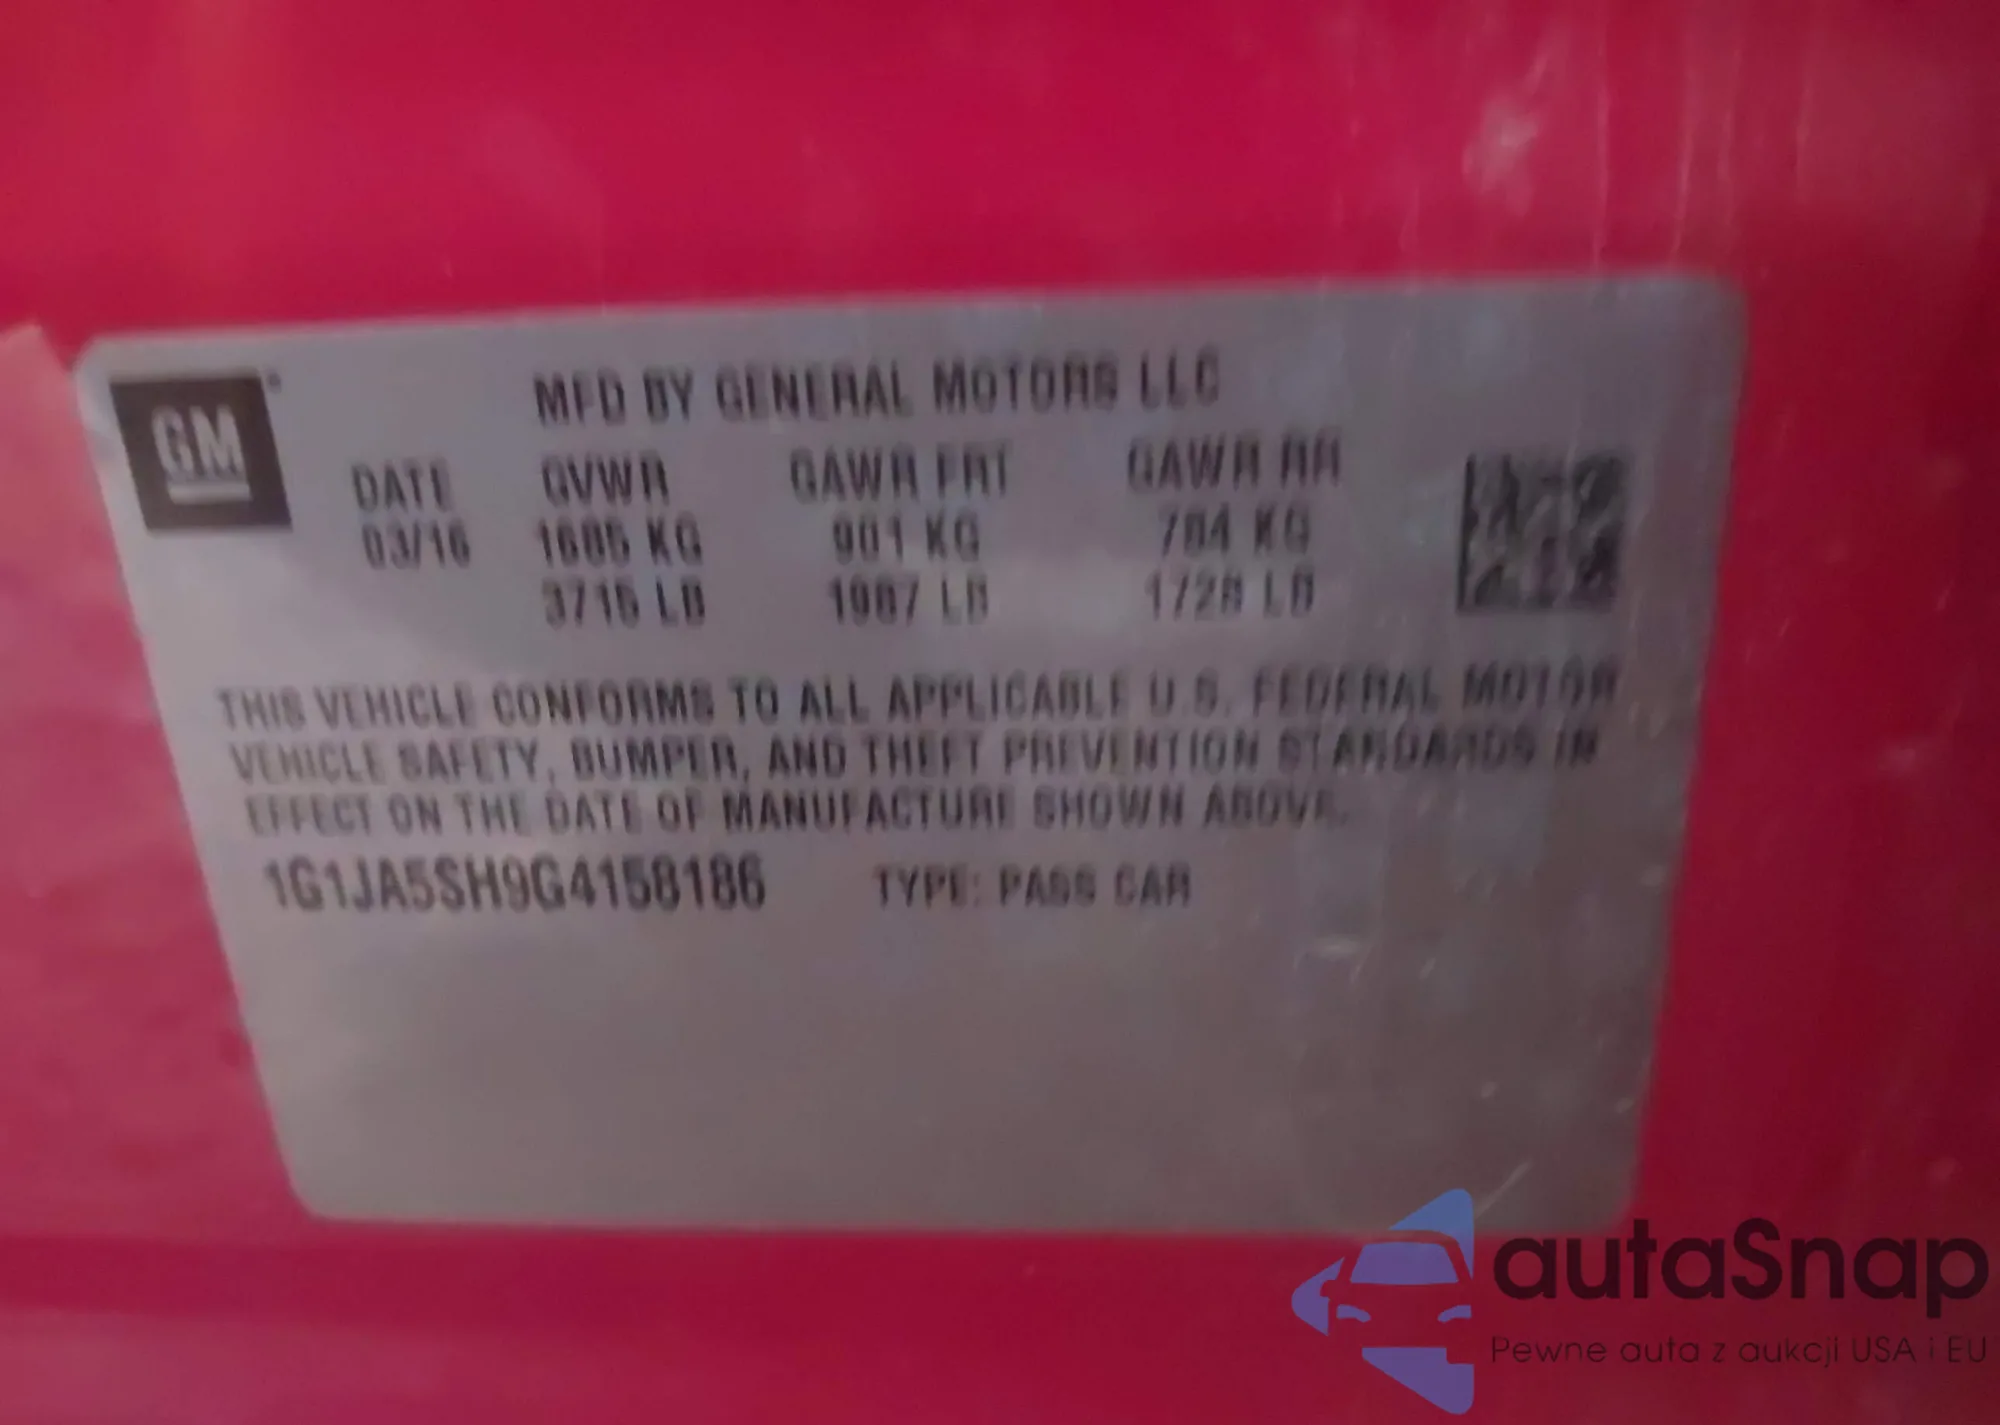 GM
MFD BY GENERAL MOTORS LLC
DATE GVWR GAWR FRT GAWR RR
03/16 1685 KG 901 KG 784 KG
3715 LB 1987 LB 1728 LB
THIS VEHICLE CONFORMS TO ALL APPLICABLE U.S. FEDERAL MOTOR
VEHICLE SAFETY, BUMPER, AND THEFT PREVENTION STANDARDS IN
EFFECT ON THE DATE OF MANUFACTURE SHOWN ABOVE.
1G1JA5SH9G4158186 TYPE: PASS CAR
autaSnap
Pewne auta z aukcji USA i EU